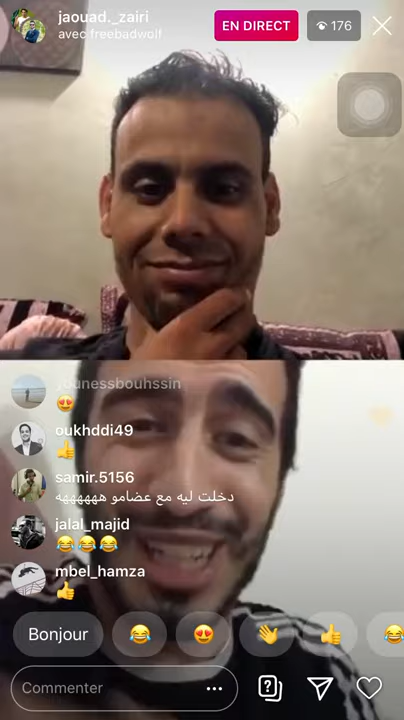 jaouad._zairi
avec freebadwolf
EN DIRECT
176
younessbouhssin
😍
oukhddi49
👍
samir.5156
دخلت ليه مع عضامو ههههههه
jalal_majid
😂😂😂
mbel_hamza
👍
Bonjour 😂 😍 👋 👍 😂
Commenter